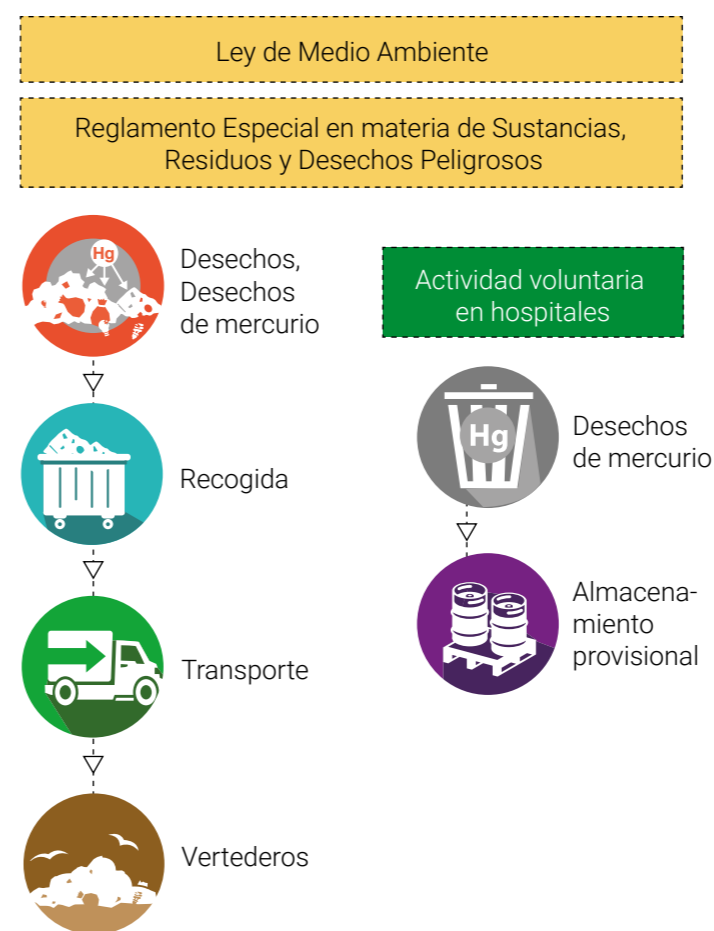 Ley de Medio Ambiente
Reglamento Especial en materia de Sustancias,
Residuos y Desechos Peligrosos
Hg
Desechos,
Desechos
de mercurio
Recogida
Transporte
Vertederos
Actividad voluntaria
en hospitales
Hg
Desechos
de mercurio
Almacena-
miento
provisional